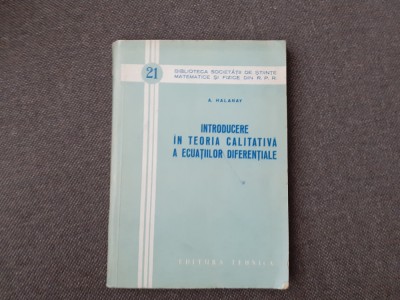 21
BIBLIOTECA SOCIETĂȚII DE ȘTIINȚE
MATEMATICE ȘI FIZICE DIN R.P.R.
A. HALANAY
INTRODUCERE
ÎN TEORIA CALITATIVĂ
A ECUAȚIILOR DIFERENȚIALE
EDITURA TEHNICĂ